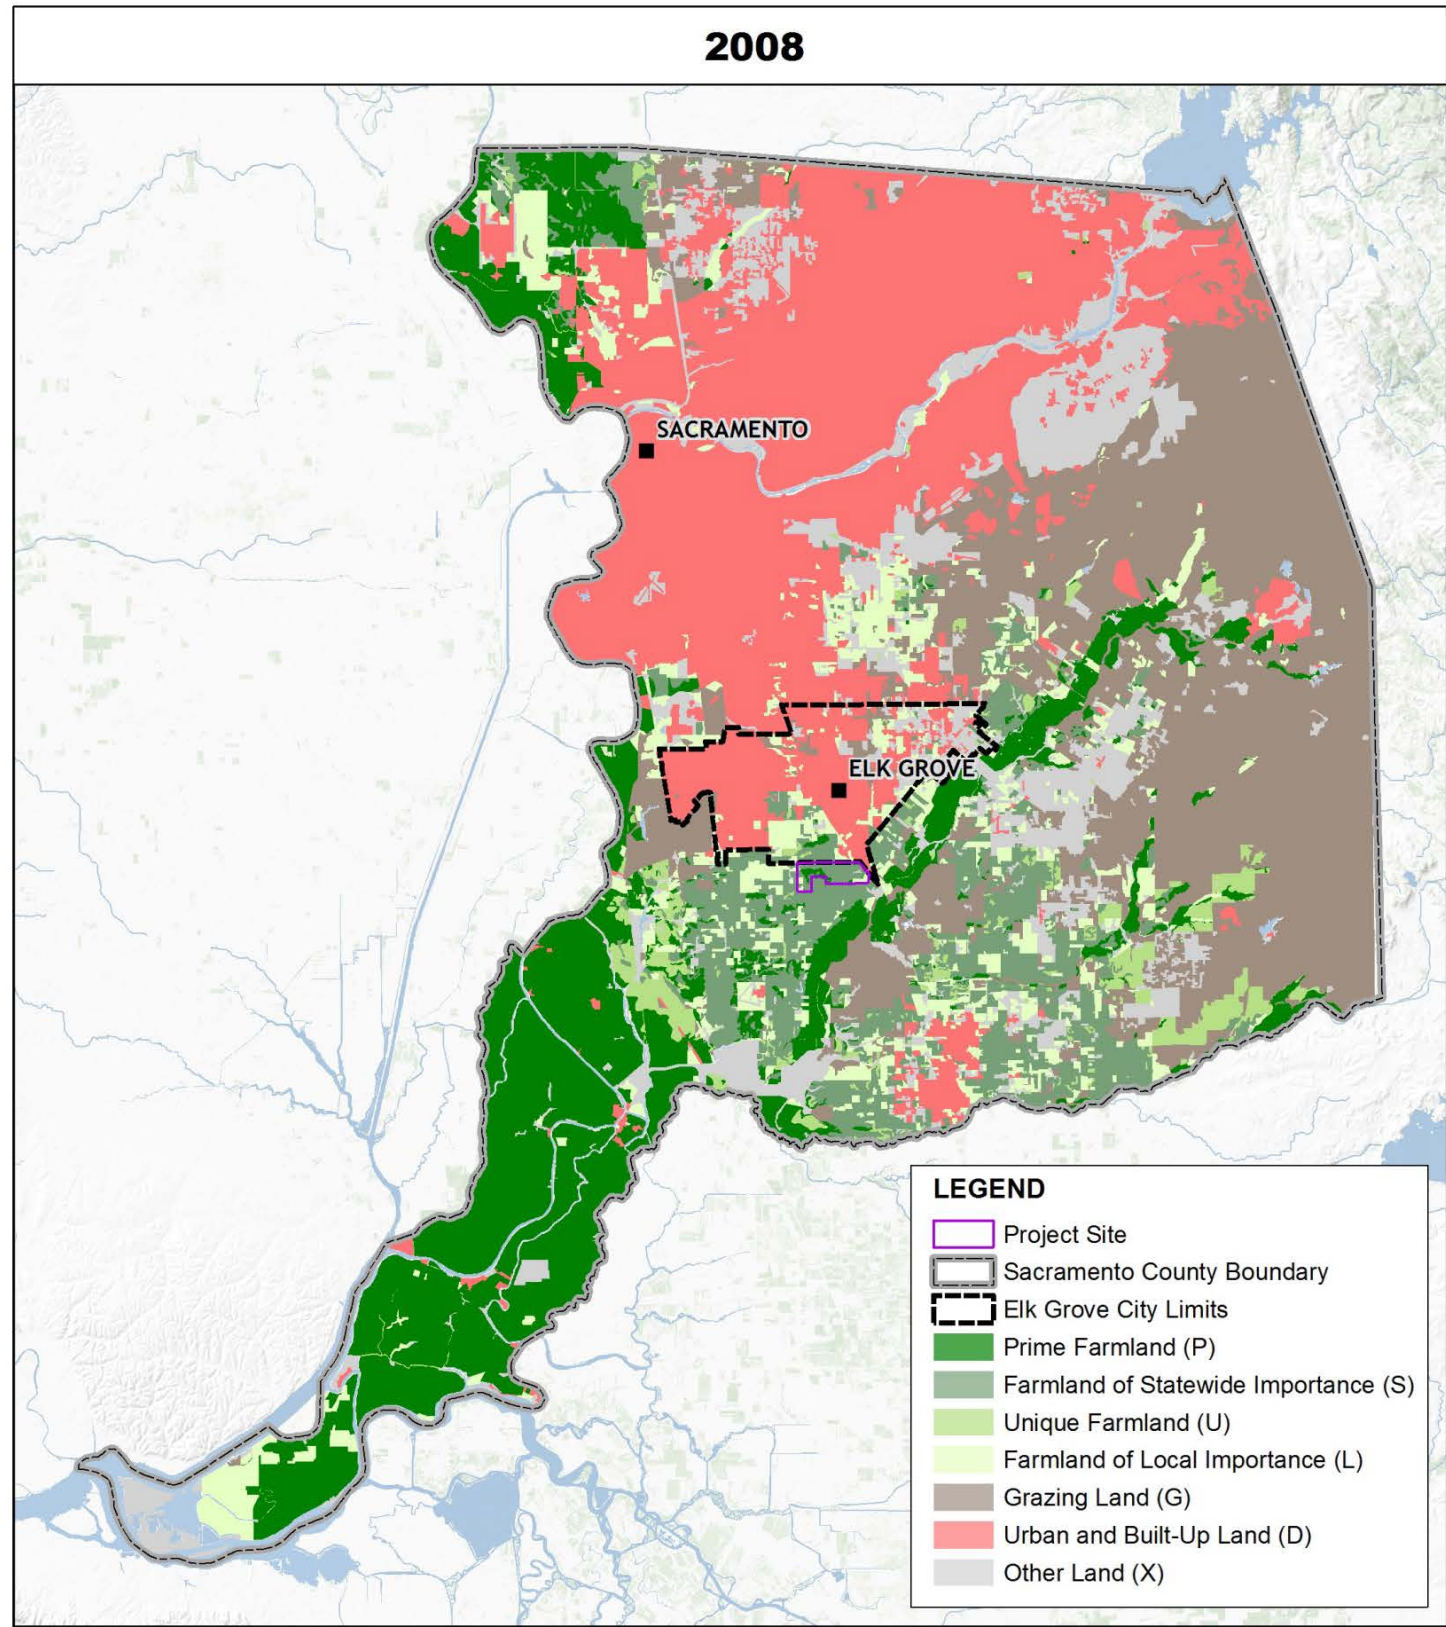 2008
SACRAMENTO
ELK GROVE
LEGEND
Project Site
Sacramento County Boundary
Elk Grove City Limits
Prime Farmland (P)
Farmland of Statewide Importance (S)
Unique Farmland (U)
Farmland of Local Importance (L)
Grazing Land (G)
Urban and Built-Up Land (D)
Other Land (X)